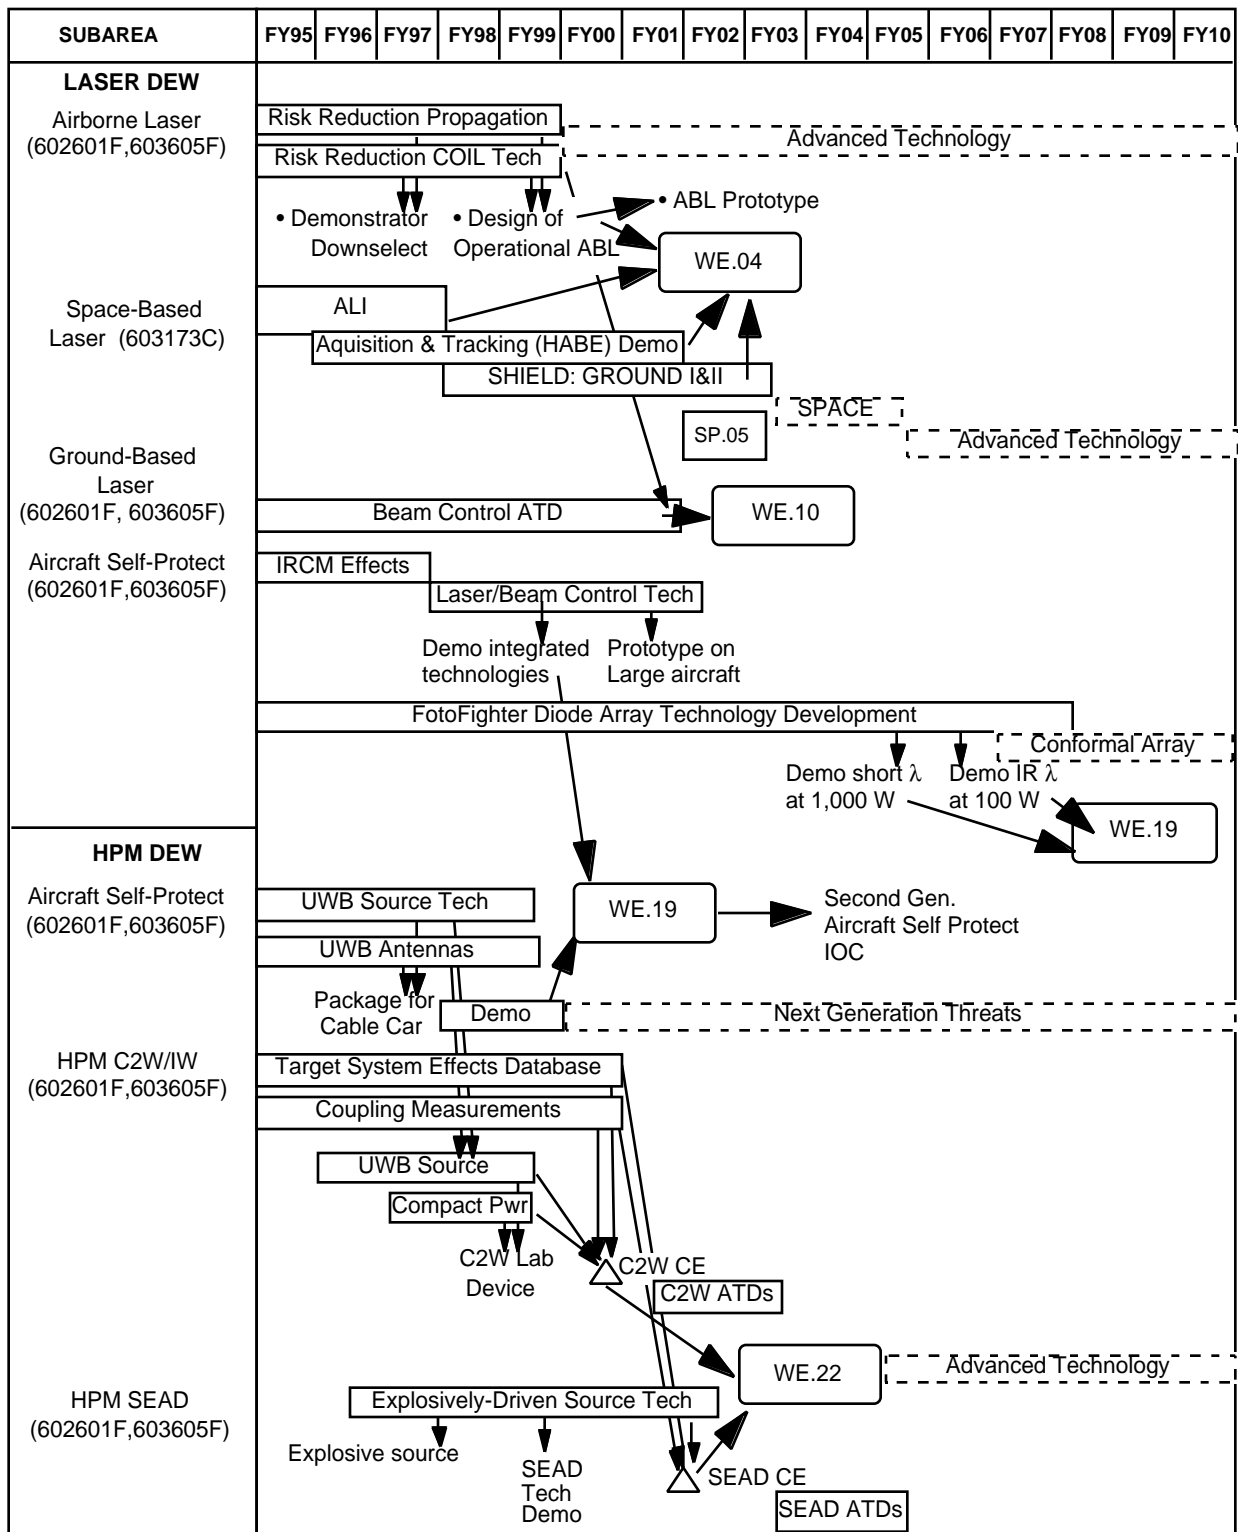 SUBAREA FY95 FY96 FY97 FY98 FY99 FY00 FY01 FY02 FY03 FY04 FY05 FY06 FY07 FY08 FY09 FY10
LASER DEW
Airborne Laser
(602601F,603605F)
Risk Reduction Propagation
Advanced Technology
Risk Reduction COIL Tech
• Demonstrator
Downselect
• Design of
Operational ABL
• ABL Prototype
WE.04
Space-Based
Laser (603173C)
ALI
Aquisition & Tracking (HABE) Demo
SHIELD: GROUND I&II
SPACE
SP.05
Advanced Technology
Ground-Based
Laser
(602601F, 603605F)
Beam Control ATD
WE.10
Aircraft Self-Protect
(602601F,603605F)
IRCM Effects
Laser/Beam Control Tech
Demo integrated
technologies
Prototype on
Large aircraft
FotoFighter Diode Array Technology Development
Conformal Array
Demo short λ
at 1,000 W
Demo IR λ
at 100 W
WE.19
HPM DEW
Aircraft Self-Protect
(602601F,603605F)
UWB Source Tech
WE.19
Second Gen.
Aircraft Self Protect
IOC
UWB Antennas
Package for
Cable Car
Demo
Next Generation Threats
HPM C2W/IW
(602601F,603605F)
Target System Effects Database
Coupling Measurements
UWB Source
Compact Pwr
C2W Lab
Device
C2W CE
C2W ATDs
WE.22
Advanced Technology
HPM SEAD
(602601F,603605F)
Explosively-Driven Source Tech
Explosive source
SEAD
Tech
Demo
SEAD CE
SEAD ATDs